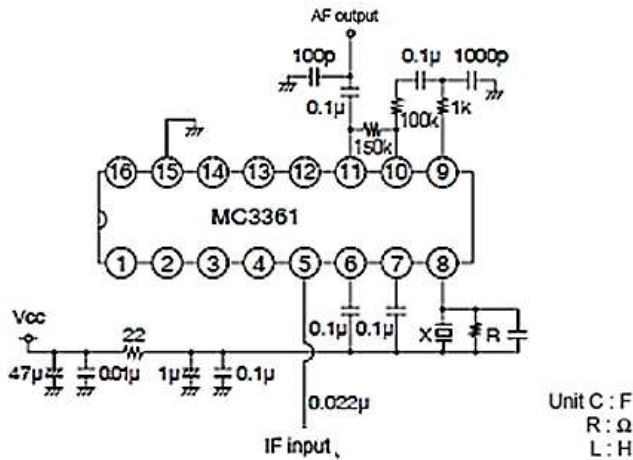 AF output
100p
0.1μ
1000p
0.1μ
100k
1k
150k
16 15 14 13 12 11 10 9
MC3361
1 2 3 4 5 6 7 8
Vcc
22
0.1μ
0.1μ
X
R
47μ
0.01μ
1μ
0.1μ
0.022μ
IF input、
Unit C : F
R : Ω
L : H